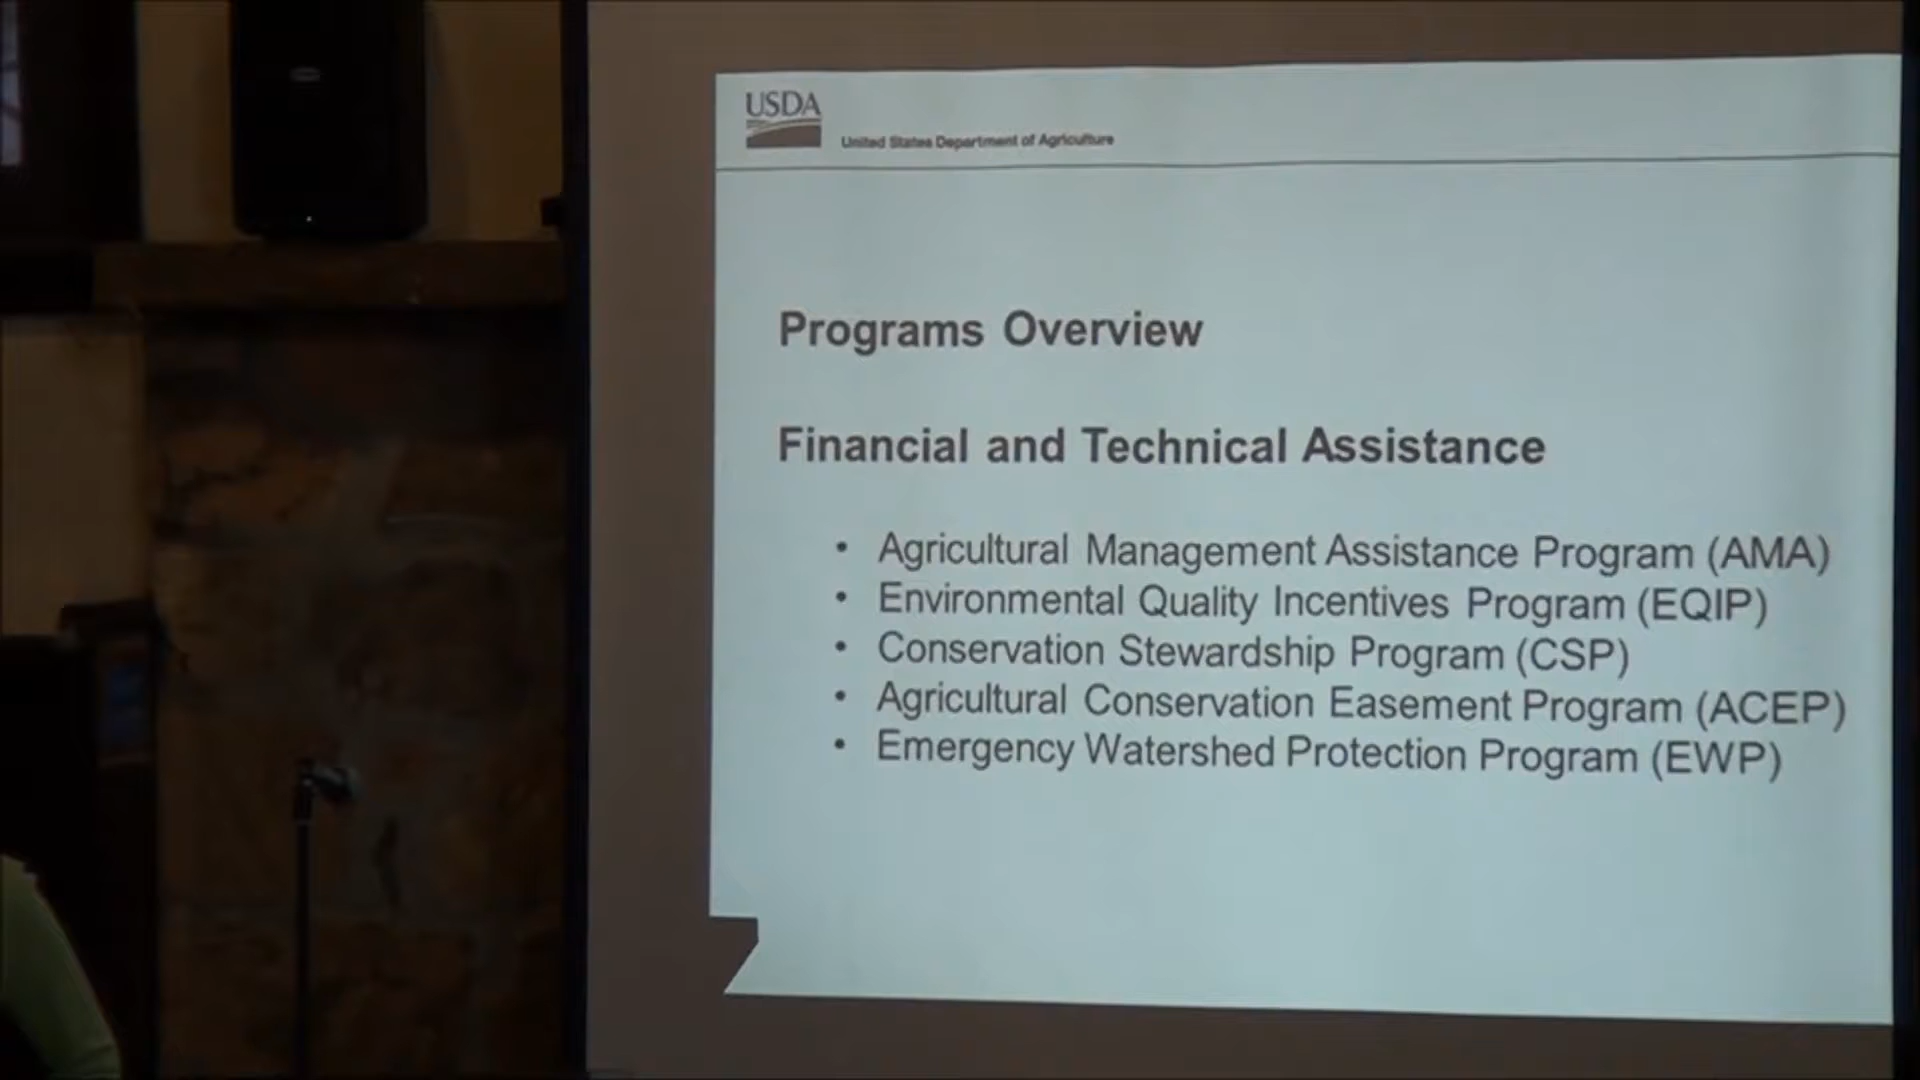 USDA
United States Department of Agriculture
Programs Overview
Financial and Technical Assistance
• Agricultural Management Assistance Program (AMA)
• Environmental Quality Incentives Program (EQIP)
• Conservation Stewardship Program (CSP)
• Agricultural Conservation Easement Program (ACEP)
• Emergency Watershed Protection Program (EWP)